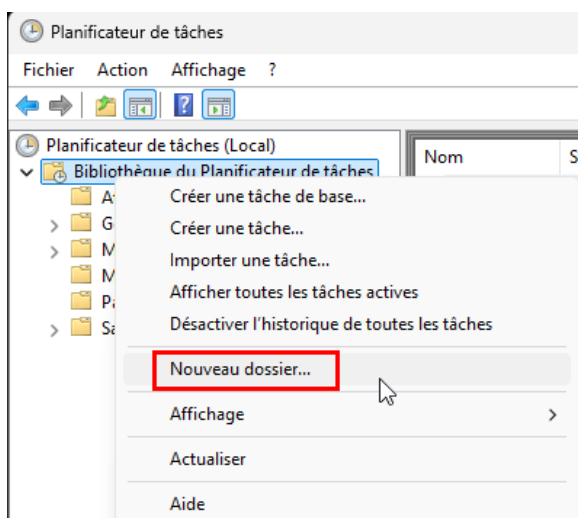 Planificateur de tâches
Fichier Action Affichage ?
Planificateur de tâches (Local)
Nom
Bibliothèque du Planificateur de tâches
Créer une tâche de base...
Créer une tâche...
Importer une tâche...
Afficher toutes les tâches actives
Désactiver l'historique de toutes les tâches
Nouveau dossier...
Affichage
Actualiser
Aide